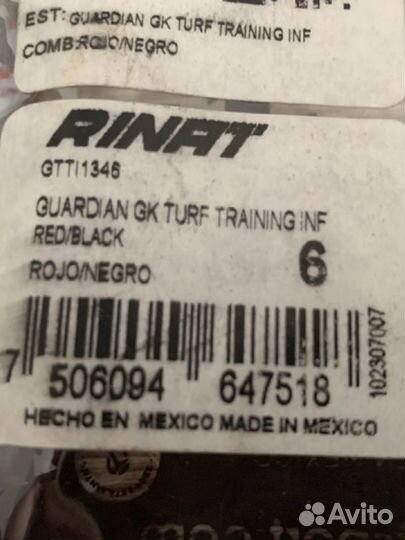 EST: GUARDIAN GK TURF TRAINING INF
COMB:ROJO/NEGRO
RINAT
GTTI1346
GUARDIAN GK TURF TRAINING INF
RED/BLACK
ROJO/NEGRO
6
7 506094 647518
102307007
HECHO EN MEXICO MADE IN MEXICO
Avito